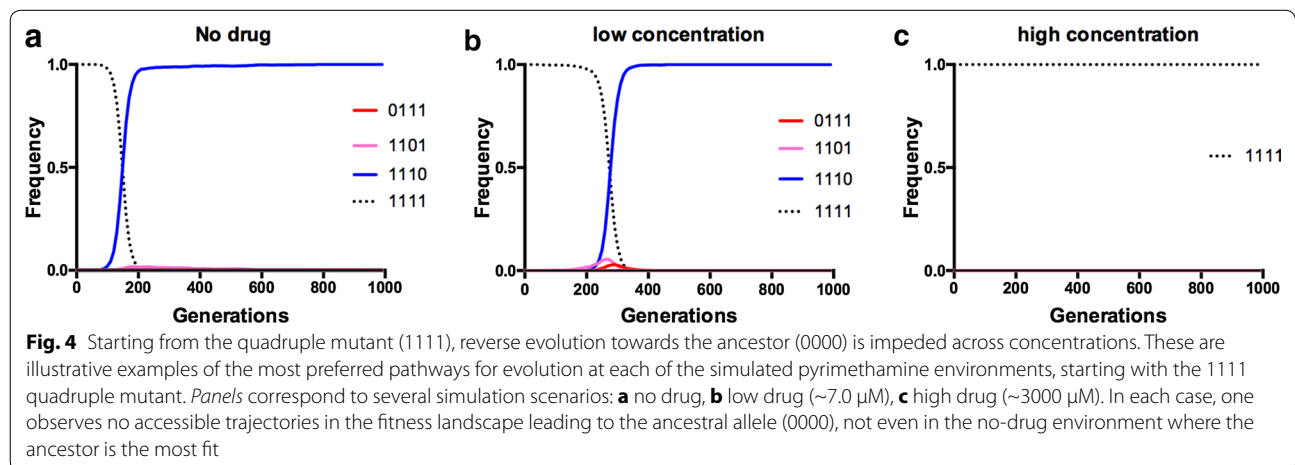 a
No drug
Frequency
1.0
0.5
0.0
0 200 400 600 800 1000
Generations
0111
1101
1110
1111
b
low concentration
Frequency
1.0
0.5
0.0
0 200 400 600 800 1000
Generations
0111
1101
1110
1111
c
high concentration
Frequency
1.0
0.5
0.0
0 200 400 600 800 1000
Generations
1111
Fig. 4 Starting from the quadruple mutant (1111), reverse evolution towards the ancestor (0000) is impeded across concentrations. These are
illustrative examples of the most preferred pathways for evolution at each of the simulated pyrimethamine environments, starting with the 1111
quadruple mutant. Panels correspond to several simulation scenarios: a no drug, b low drug (~7.0 µM), c high drug (~3000 µM). In each case, one
observes no accessible trajectories in the fitness landscape leading to the ancestral allele (0000), not even in the no-drug environment where the
ancestor is the most fit